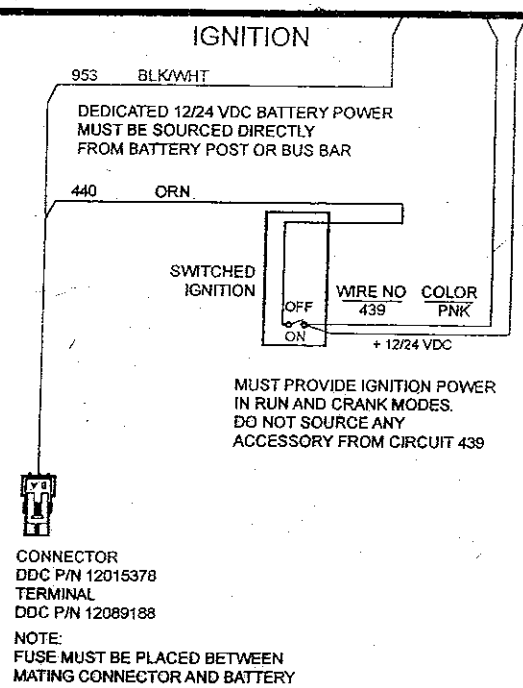 IGNITION
953 BLK/WHT
DEDICATED 12/24 VDC BATTERY POWER
MUST BE SOURCED DIRECTLY
FROM BATTERY POST OR BUS BAR
440 ORN
SWITCHED
IGNITION
OFF
ON
WIRE NO COLOR
439 PNK
+ 12/24 VDC
MUST PROVIDE IGNITION POWER
IN RUN AND CRANK MODES.
DO NOT SOURCE ANY
ACCESSORY FROM CIRCUIT 439
CONNECTOR
DDC P/N 12015378
TERMINAL
DDC P/N 12089188
NOTE:
FUSE MUST BE PLACED BETWEEN
MATING CONNECTOR AND BATTERY